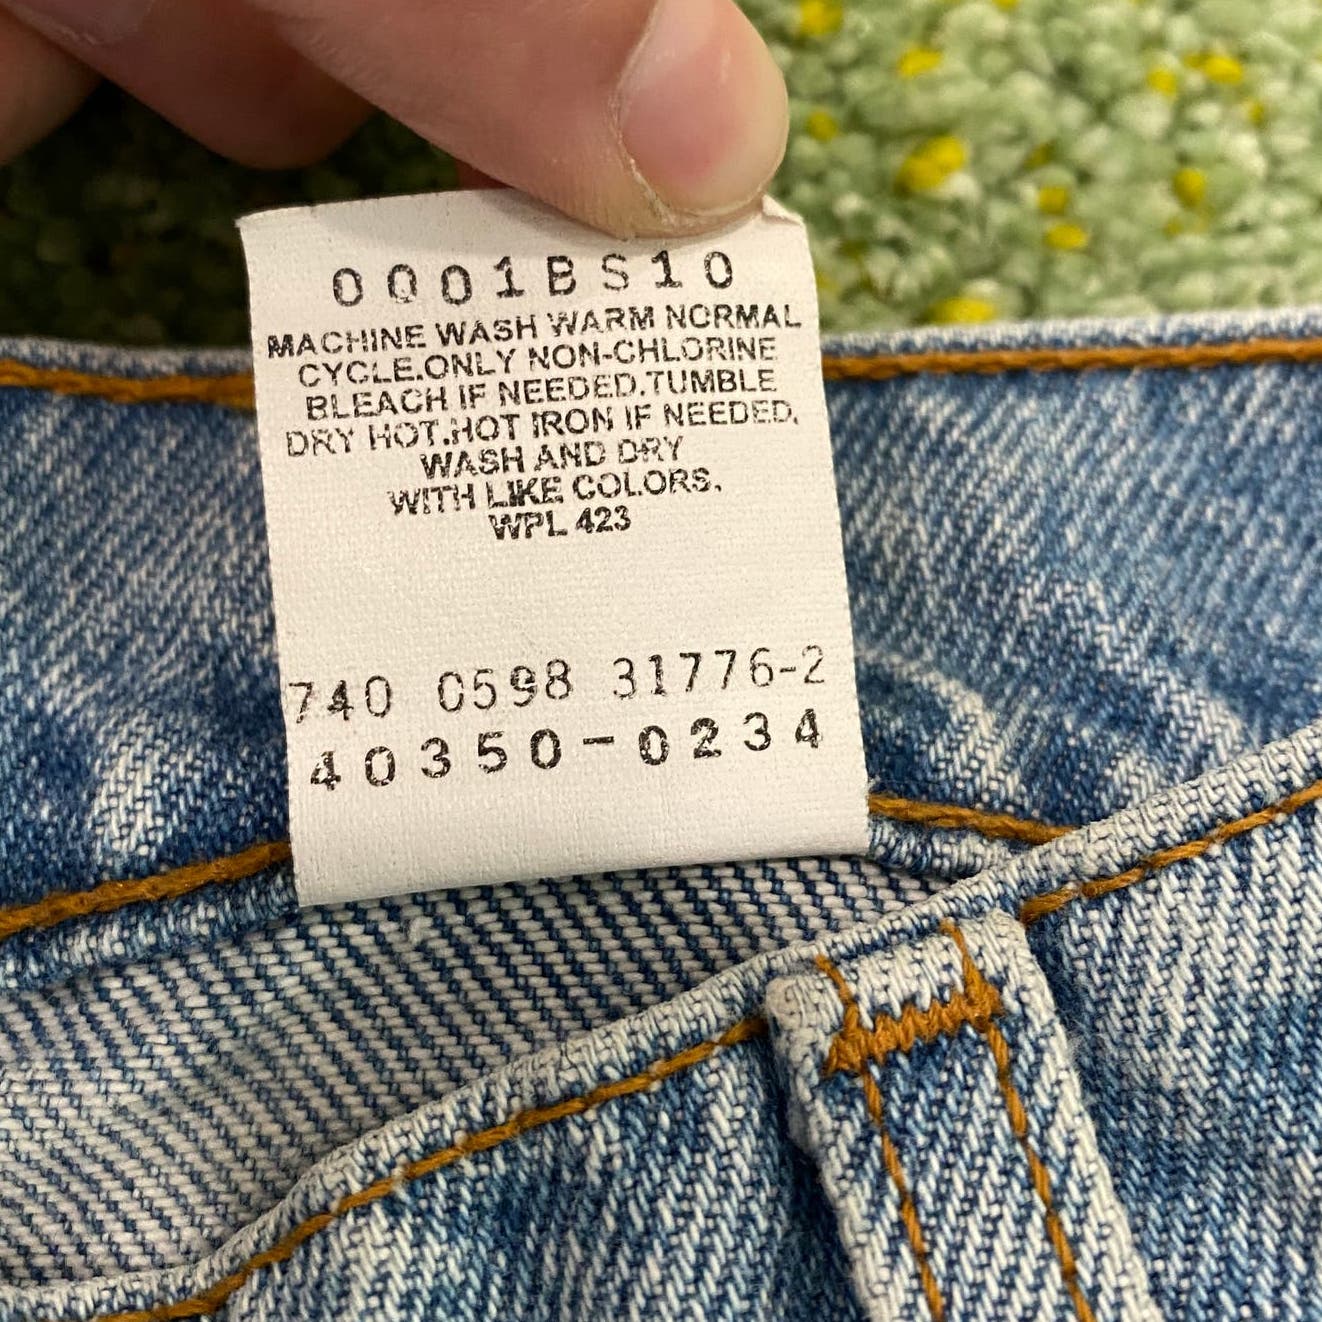 0001BS10
MACHINE WASH WARM NORMAL
CYCLE.ONLY NON-CHLORINE
BLEACH IF NEEDED.TUMBLE
DRY HOT.HOT IRON IF NEEDED.
WASH AND DRY
WITH LIKE COLORS.
WPL 423
740 0598 31776-2
40350-0234